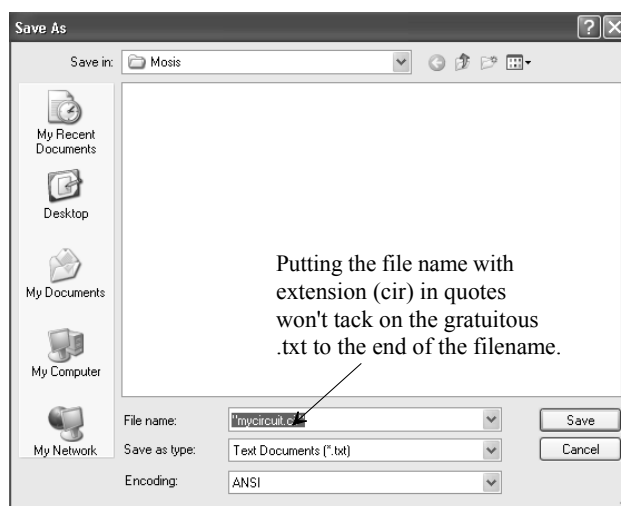 Save As
Save in:
Mosis
My Recent
Documents
Desktop
My Documents
My Computer
My Network
Putting the file name with
extension (cir) in quotes
won't tack on the gratuitous
.txt to the end of the filename.
File name:
"mycircuit.c
Save
Save as type:
Text Documents (*.txt)
Cancel
Encoding:
ANSI